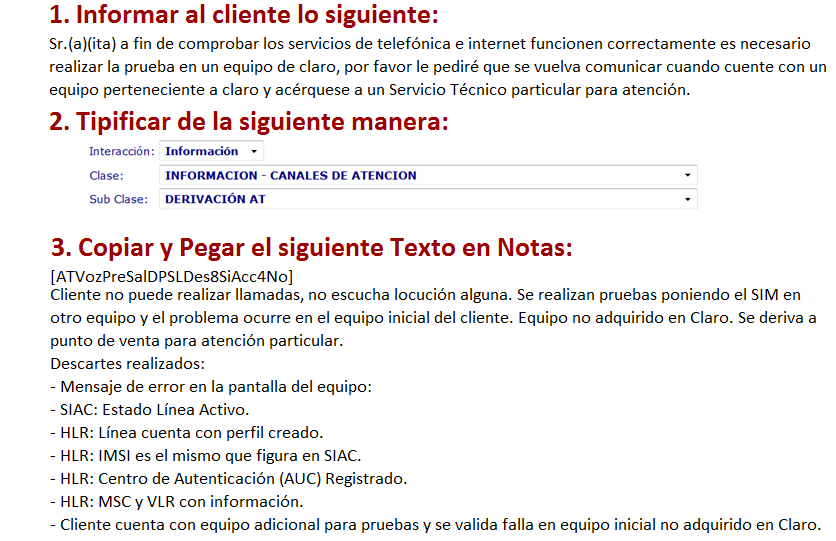 1. Informar al cliente lo siguiente:
Sr.(a)(ita) a fin de comprobar los servicios de telefónica e internet funcionen correctamente es necesario
realizar la prueba en un equipo de claro, por favor le pediré que se vuelva comunicar cuando cuente con un
equipo perteneciente a claro y acérquese a un Servicio Técnico particular para atención.
2. Tipificar de la siguiente manera:
Interacción: Información
Clase: INFORMACION - CANALES DE ATENCION
Sub Clase: DERIVACIÓN AT
3. Copiar y Pegar el siguiente Texto en Notas:
[ATVozPreSalDPSLDes8SiAcc4No]
Cliente no puede realizar llamadas, no escucha locución alguna. Se realizan pruebas poniendo el SIM en
otro equipo y el problema ocurre en el equipo inicial del cliente. Equipo no adquirido en Claro. Se deriva a
punto de venta para atención particular.
Descartes realizados:
- Mensaje de error en la pantalla del equipo:
- SIAC: Estado Línea Activo.
- HLR: Línea cuenta con perfil creado.
- HLR: IMSI es el mismo que figura en SIAC.
- HLR: Centro de Autenticación (AUC) Registrado.
- HLR: MSC y VLR con información.
- Cliente cuenta con equipo adicional para pruebas y se valida falla en equipo inicial no adquirido en Claro.